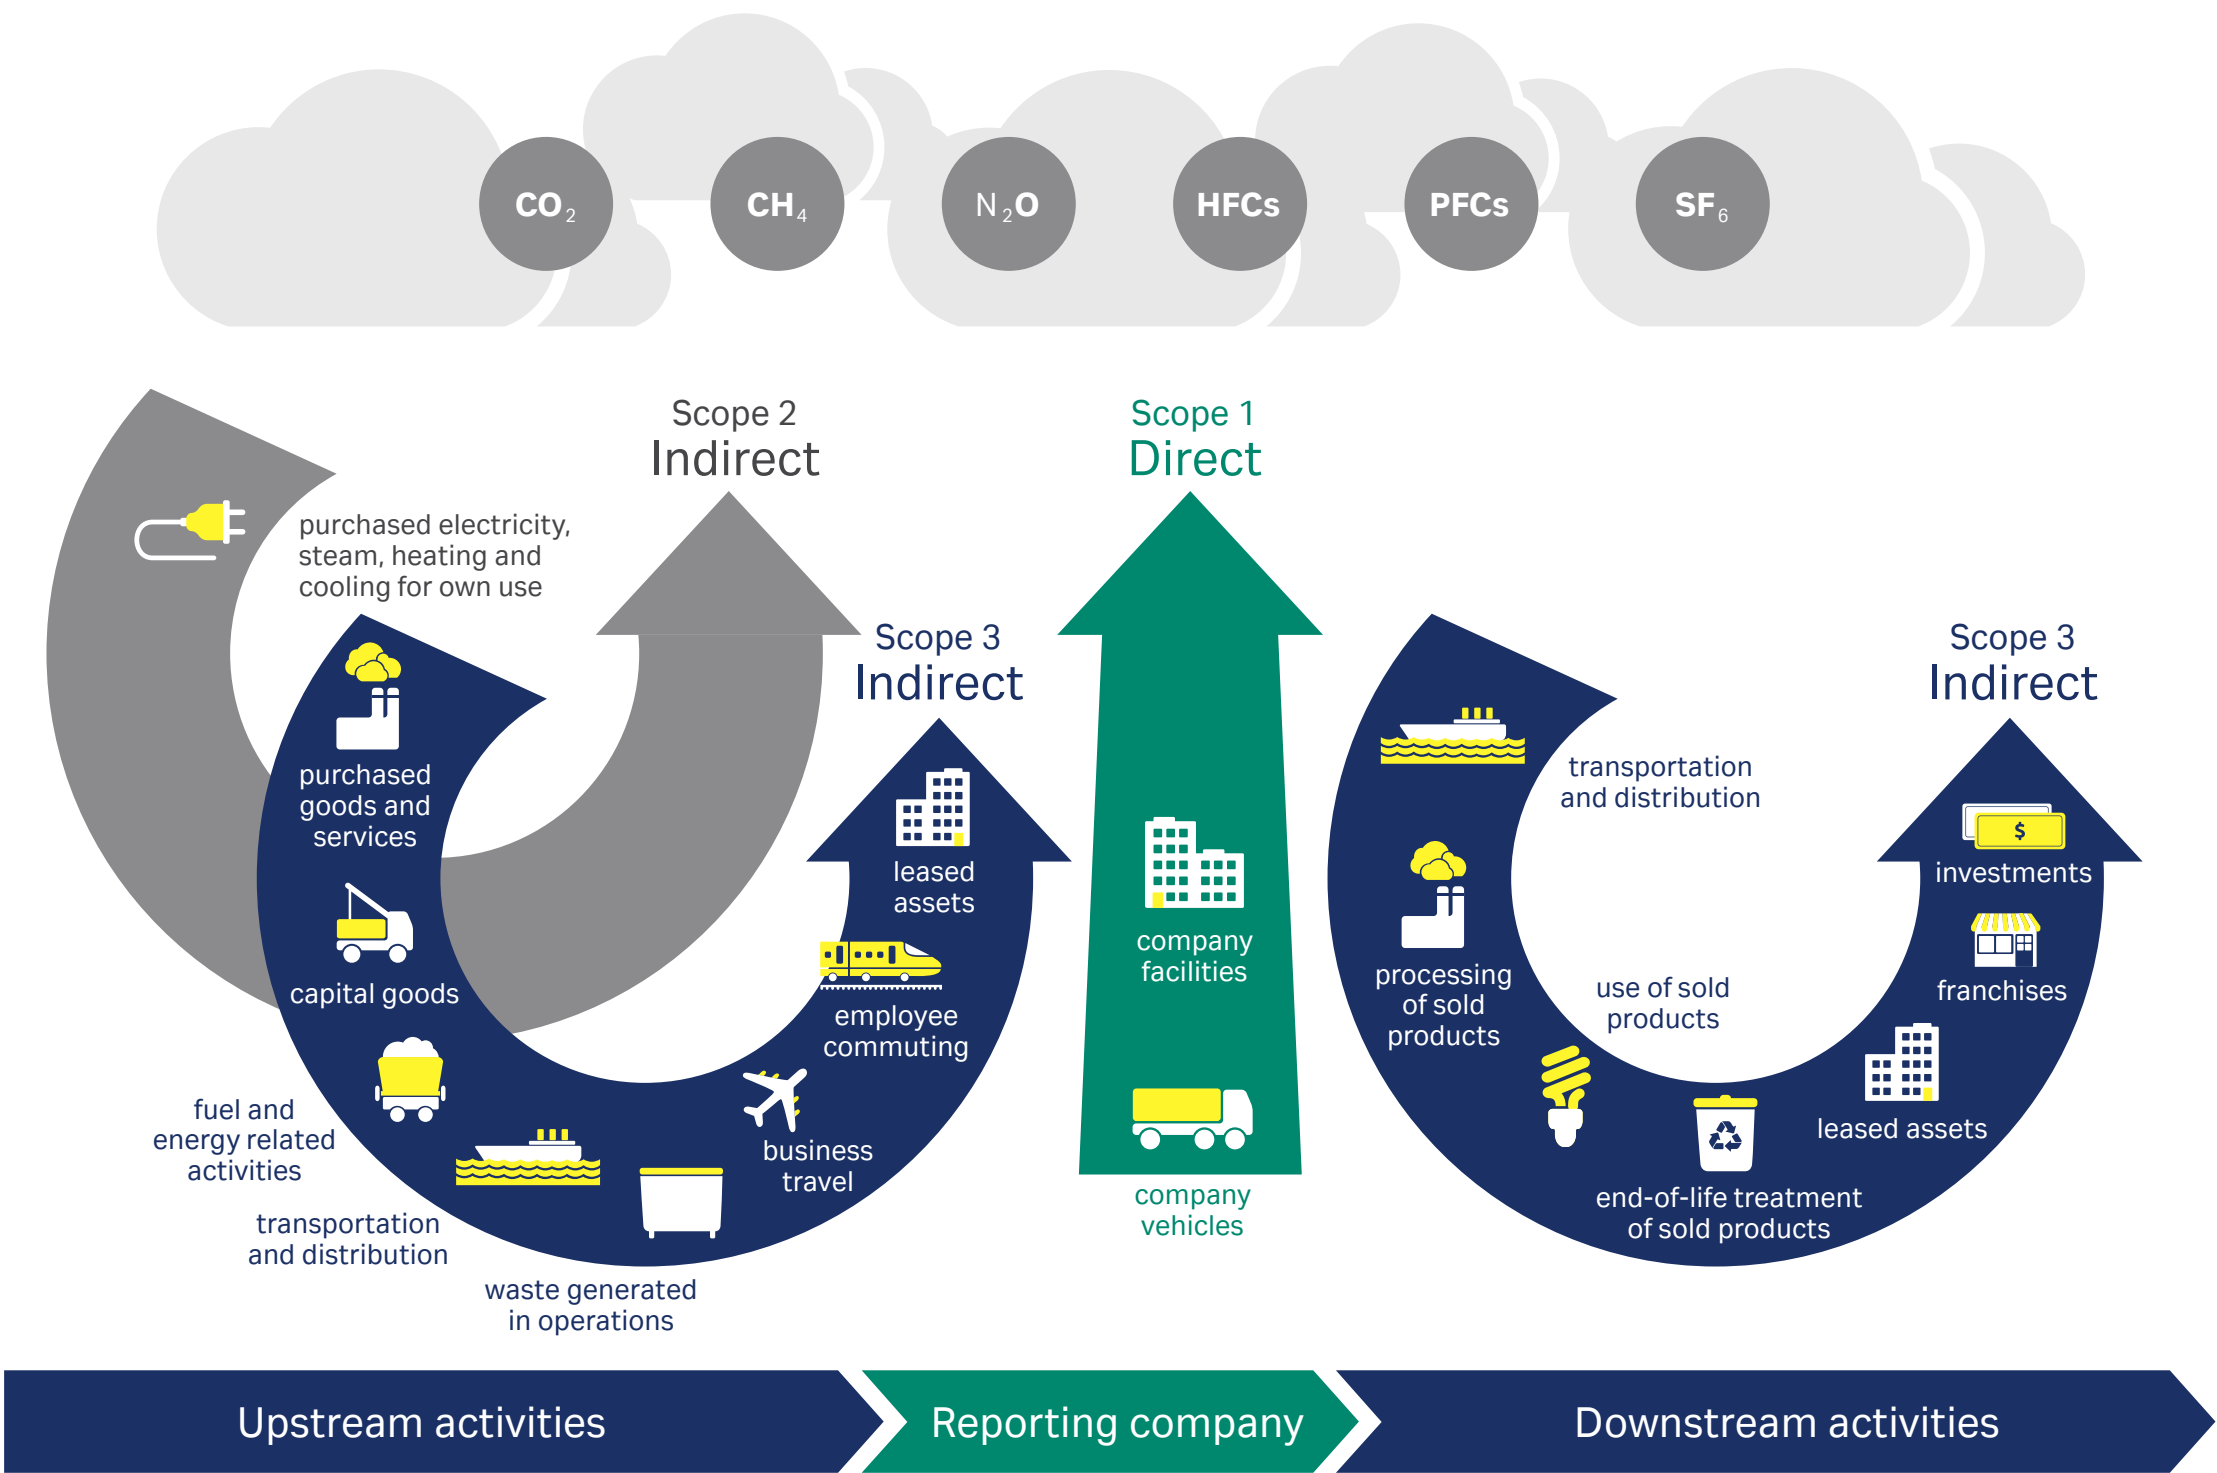 CO₂
CH₄
N₂O
HFCs
PFCs
SF₆
Scope 2
Indirect
purchased electricity,
steam, heating and
cooling for own use
Scope 3
Indirect
purchased
goods and
services
capital goods
fuel and
energy related
activities
transportation
and distribution
waste generated
in operations
business
travel
employee
commuting
leased
assets
Scope 1
Direct
company
facilities
company
vehicles
Scope 3
Indirect
transportation
and distribution
processing
of sold
products
use of sold
products
end-of-life treatment
of sold products
leased assets
franchises
$
investments
Upstream activities
Reporting company
Downstream activities